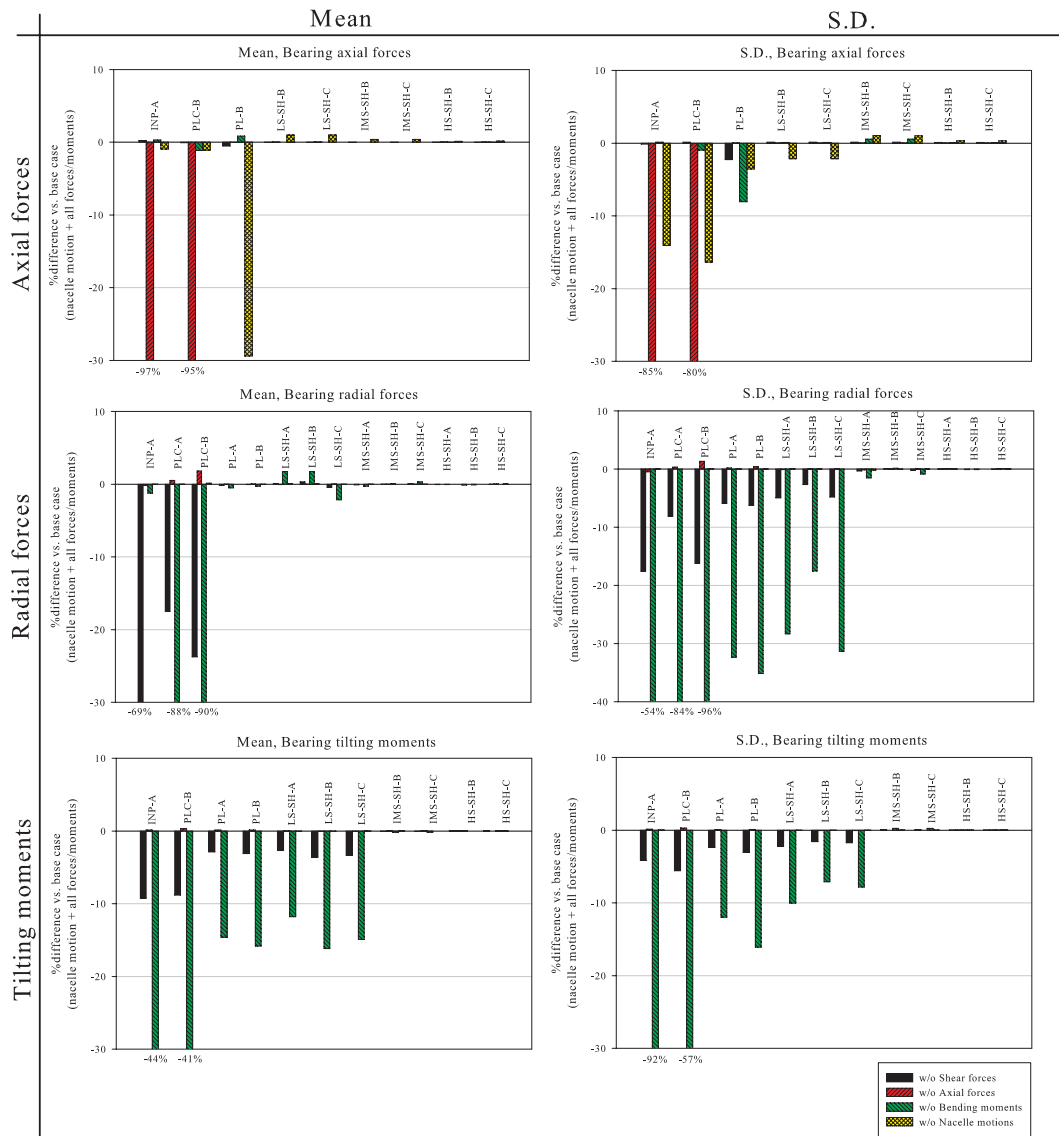 Mean
S.D.
Axial forces
Mean, Bearing axial forces
%difference vs. base case
(nacelle motion + all forces/moments)
10
0
-10
-20
-30
INP-A
PLC-B
PL-B
LS-SH-B
LS-SH-C
IMS-SH-B
IMS-SH-C
HS-SH-B
HS-SH-C
-97%
-95%
S.D., Bearing axial forces
%difference vs. base case
(nacelle motion + all forces/moments)
10
0
-10
-20
-30
INP-A
PLC-B
PL-B
LS-SH-B
LS-SH-C
IMS-SH-B
IMS-SH-C
HS-SH-B
HS-SH-C
-85%
-80%
Radial forces
Mean, Bearing radial forces
%difference vs. base case
(nacelle motion + all forces/moments)
10
0
-10
-20
-30
INP-A
PLC-A
PLC-B
PL-A
PL-B
LS-SH-A
LS-SH-B
LS-SH-C
IMS-SH-A
IMS-SH-B
IMS-SH-C
HS-SH-A
HS-SH-B
HS-SH-C
-69%
-88%
-90%
S.D., Bearing radial forces
%difference vs. base case
(nacelle motion + all forces/moments)
10
0
-10
-20
-30
-40
INP-A
PLC-A
PLC-B
PL-A
PL-B
LS-SH-A
LS-SH-B
LS-SH-C
IMS-SH-A
IMS-SH-B
IMS-SH-C
HS-SH-A
HS-SH-B
HS-SH-C
-54%
-84%
-96%
Tilting moments
Mean, Bearing tilting moments
%difference vs. base case
(nacelle motion + all forces/moments)
10
0
-10
-20
-30
INP-A
PLC-B
PL-A
PL-B
LS-SH-A
LS-SH-B
LS-SH-C
IMS-SH-B
IMS-SH-C
HS-SH-B
HS-SH-C
-44%
-41%
S.D., Bearing tilting moments
%difference vs. base case
(nacelle motion + all forces/moments)
10
0
-10
-20
-30
INP-A
PLC-B
PL-A
PL-B
LS-SH-A
LS-SH-B
LS-SH-C
IMS-SH-B
IMS-SH-C
HS-SH-B
HS-SH-C
-92%
-57%
w/o Shear forces
w/o Axial forces
w/o Bending moments
w/o Nacelle motions